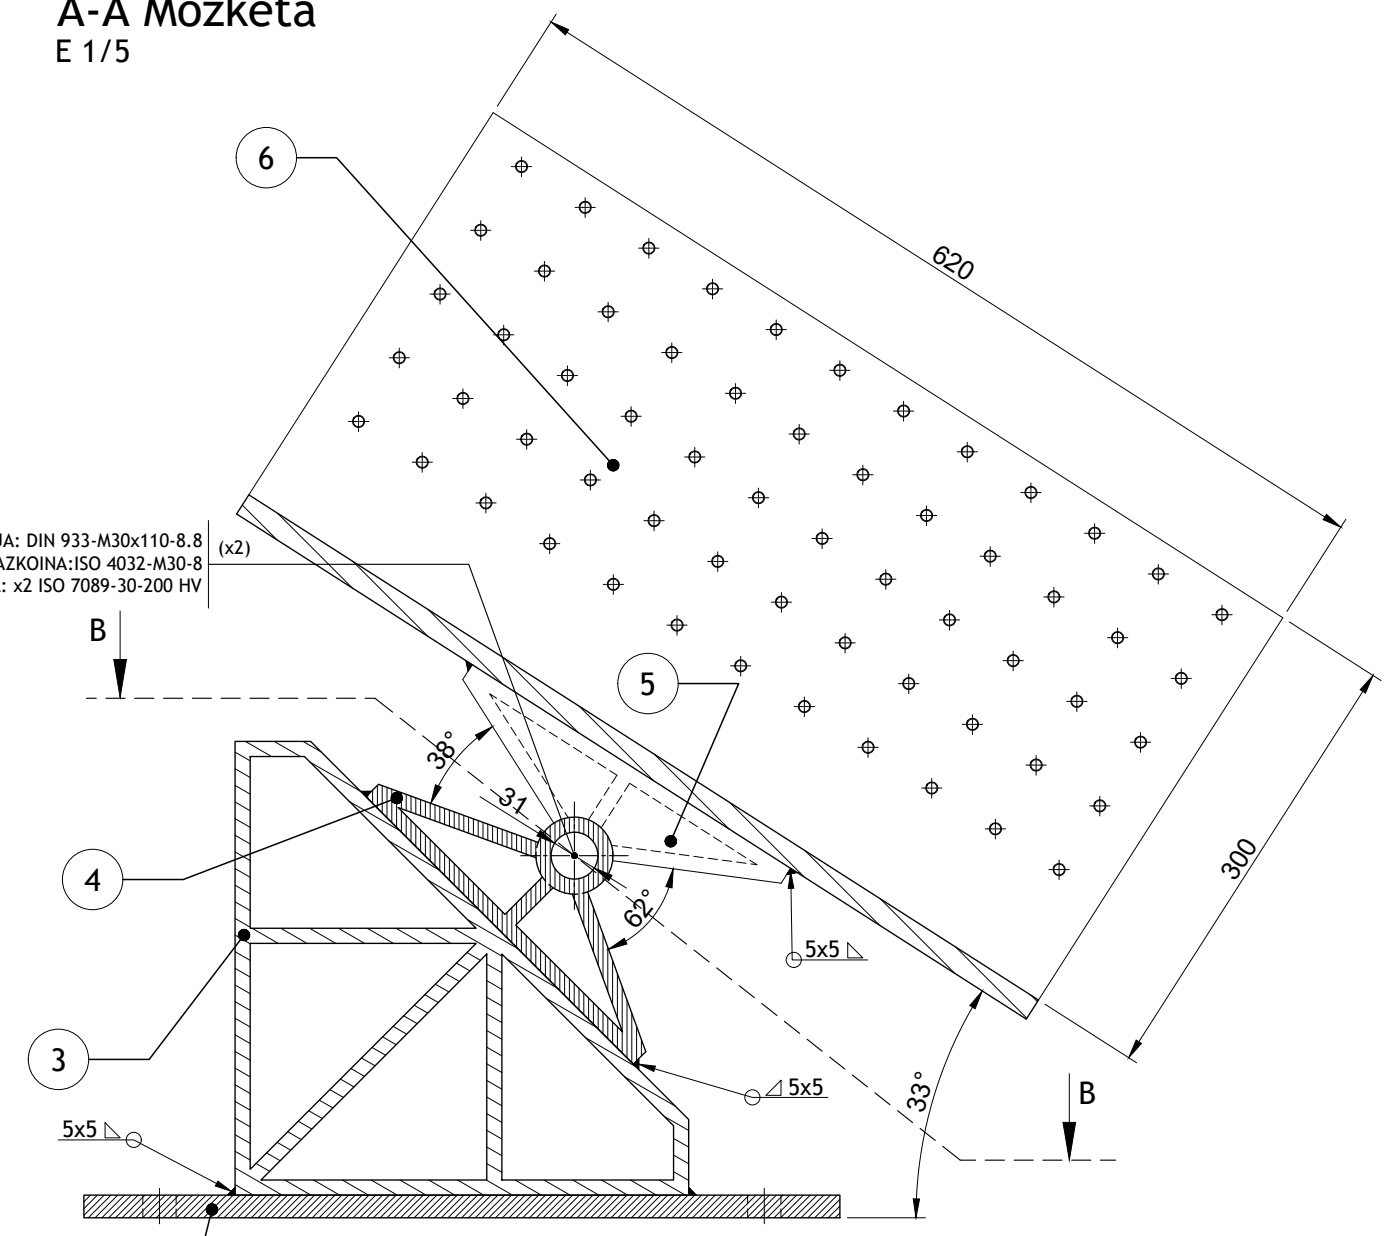 A-A Mozketa
E 1/5
6
620
JA: DIN 933-M30x110-8.8
AZKOINA:ISO 4032-M30-8
: x2 ISO 7089-30-200 HV
(x2)
B
5
38°
31
4
62°
300
5x5
3
33°
5x5
B
5x5